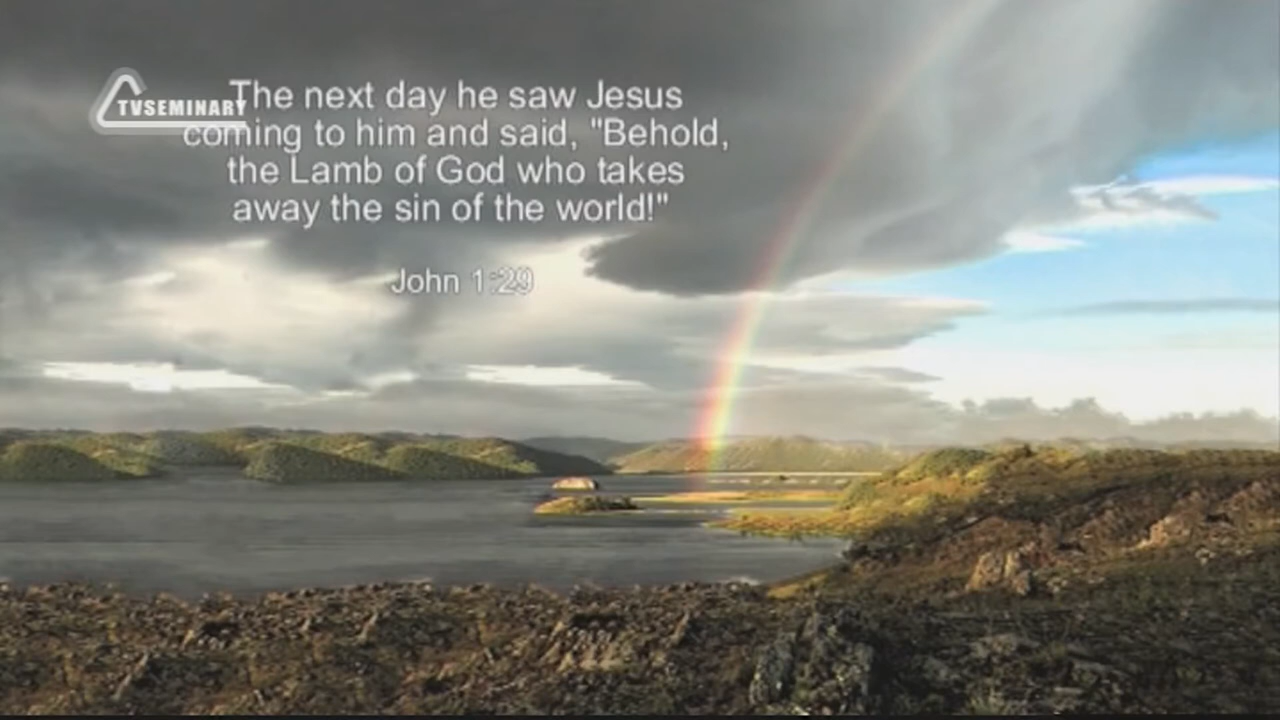 TVSEMINARY
The next day he saw Jesus
coming to him and said, "Behold,
the Lamb of God who takes
away the sin of the world!"
John 1:29